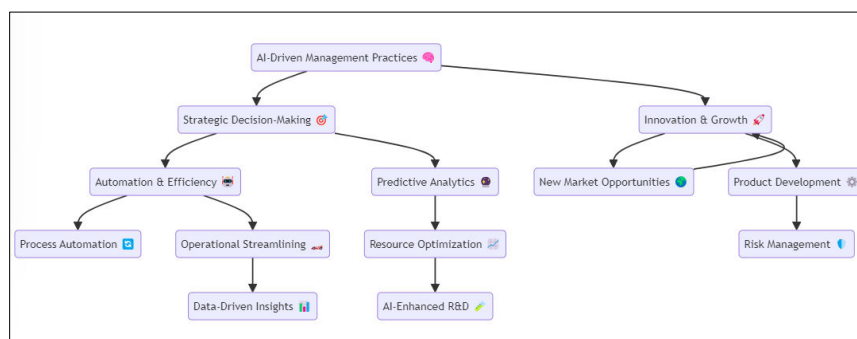 AI-Driven Management Practices 🧠
Strategic Decision-Making 🎯
Innovation & Growth 🚀
Automation & Efficiency 🤖
Predictive Analytics 🔮
New Market Opportunities 🌍
Product Development ⚙️
Process Automation 🔄
Operational Streamlining 🏎️
Resource Optimization 📈
Risk Management 🛡️
Data-Driven Insights 📊
AI-Enhanced R&D 🧪